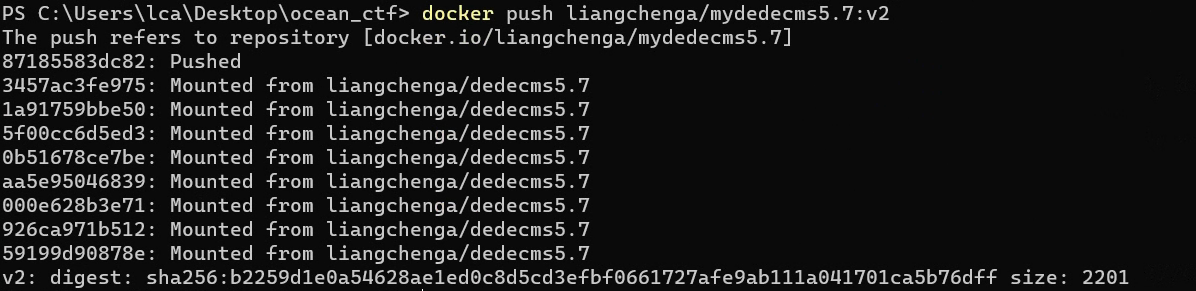 PS C:\Users\lca\Desktop\ocean_ctf> docker push liangchenga/mydedecms5.7:v2
The push refers to repository [docker.io/liangchenga/mydedecms5.7]
87185583dc82: Pushed
3457ac3fe975: Mounted from liangchenga/dedecms5.7
1a91759bbe50: Mounted from liangchenga/dedecms5.7
5f00cc6d5ed3: Mounted from liangchenga/dedecms5.7
0b51678ce7be: Mounted from liangchenga/dedecms5.7
aa5e95046839: Mounted from liangchenga/dedecms5.7
000e628b3e71: Mounted from liangchenga/dedecms5.7
926ca971b512: Mounted from liangchenga/dedecms5.7
59199d90878e: Mounted from liangchenga/dedecms5.7
v2: digest: sha256:b2259d1e0a54628ae1ed0c8d5cd3efbf0661727afe9ab111a041701ca5b76dff size: 2201